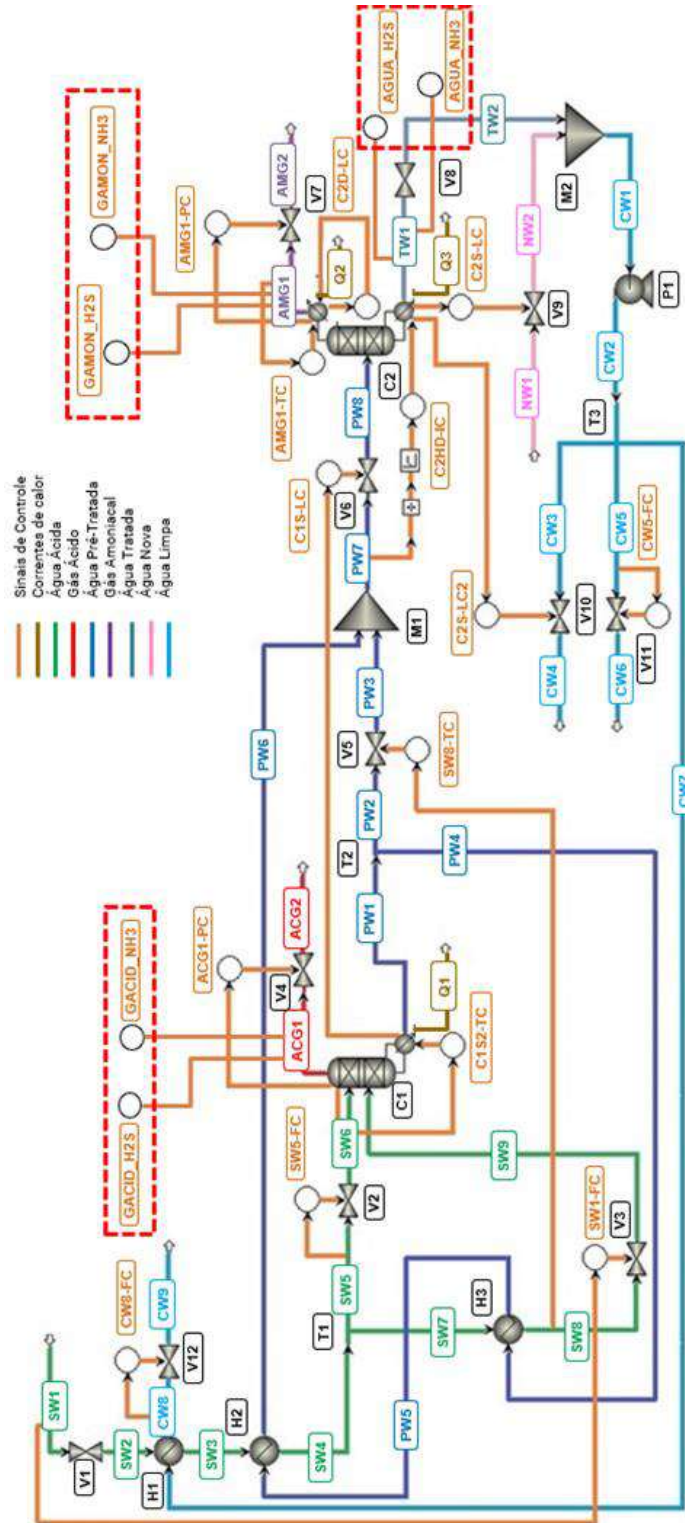 Sinais de Controle
Correntes de calor
Água Ácida
Gás Ácido
Água Pré-Tratada
Gás Amoniacal
Água Tratada
Água Nova
Água Limpa
SW1
V1
SW2
H1
CW8-FC
CW8
V12
CW9
SW3
H2
SW4
T1
SW5
SW5-FC
V2
SW6
SW7
H3
SW8
SW1-FC
V3
SW9
PW5
GACID_H2S
GACID_NH3
ACG1-PC
ACG1
V4
ACG2
C1
Q1
C1S2-TC
PW1
T2
PW2
PW4
V5
SW8-TC
PW3
PW6
M1
PW7
C1S-LC
V6
PW8
C2HD-IC
C2
GAMON_H2S
GAMON_NH3
AMG1-TC
AMG1-PC
AMG1
V7
AMG2
C2D-LC
Q2
Q3
C2S-LC
TW1
V8
AGUA_H2S
AGUA_NH3
TW2
NW1
V9
NW2
M2
CW1
P1
CW2
T3
CW3
V10
CW4
C2S-LC2
CW5
CW5-FC
V11
CW6
CW7